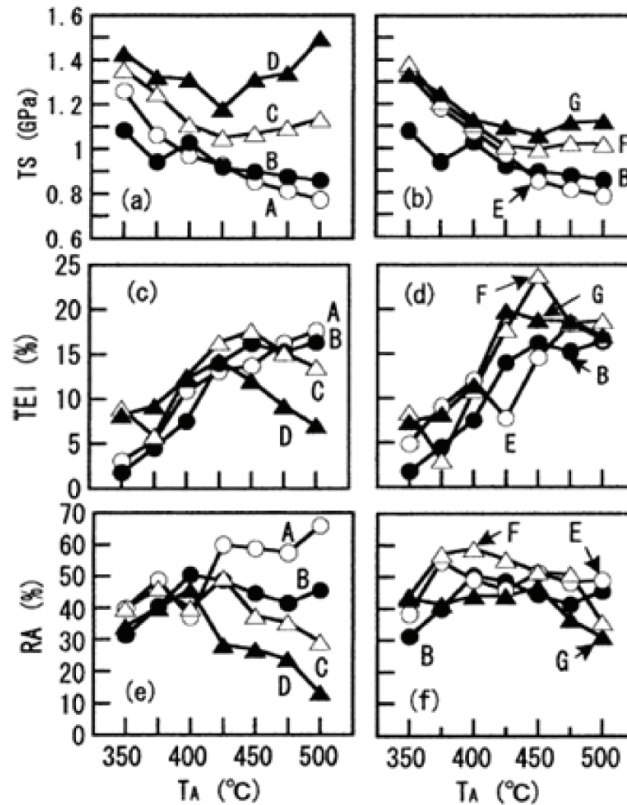 1.6
1.4
1.2
1
0.8
0.6
TS (GPa)
(a)
D
C
B
A
(b)
G
F
B
E
25
20
15
10
5
0
TEl (%)
(c)
A
B
C
D
(d)
F
G
B
E
70
60
50
40
30
20
10
0
RA (%)
(e)
A
B
C
D
(f)
F
E
B
G
350 400 450 500
350 400 450 500
TA (℃)
TA (℃)